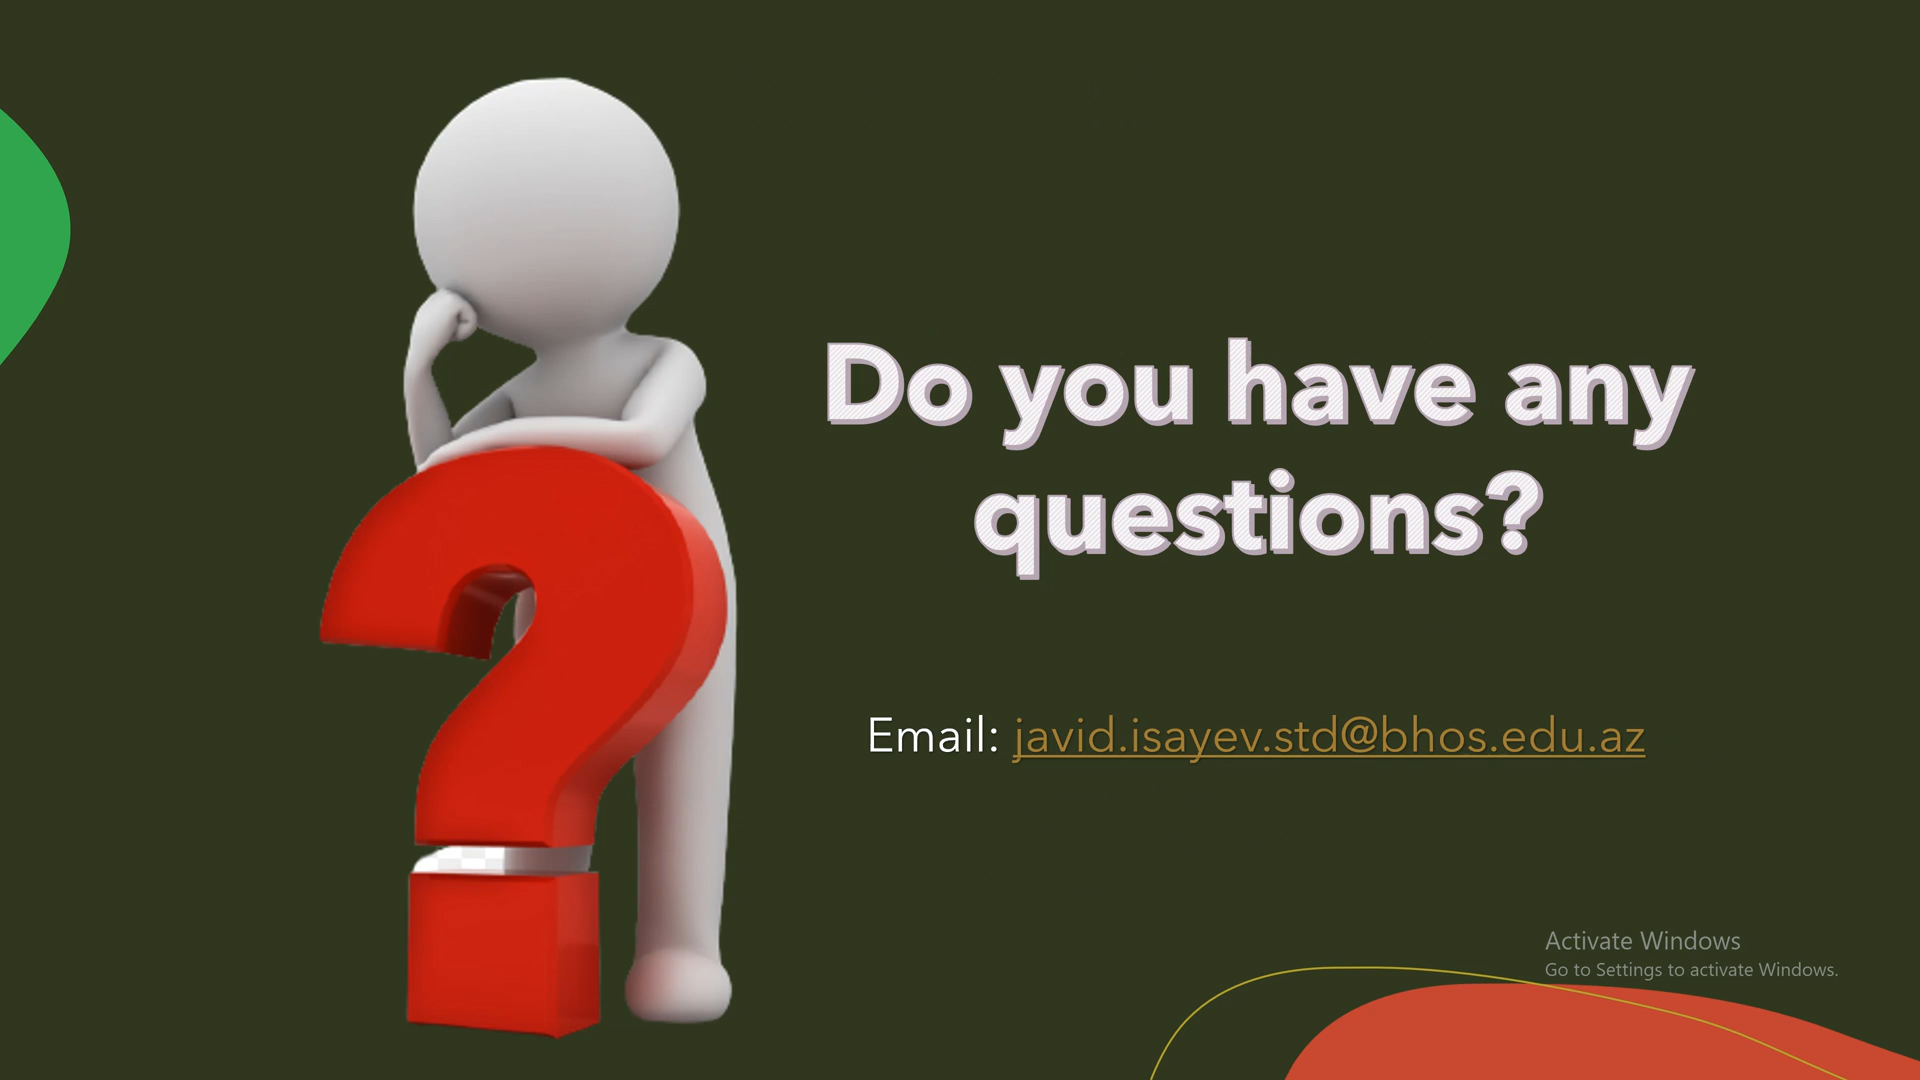 Do you have any
questions?
Email: javid.isayev.std@bhos.edu.az
Activate Windows
Go to Settings to activate Windows.